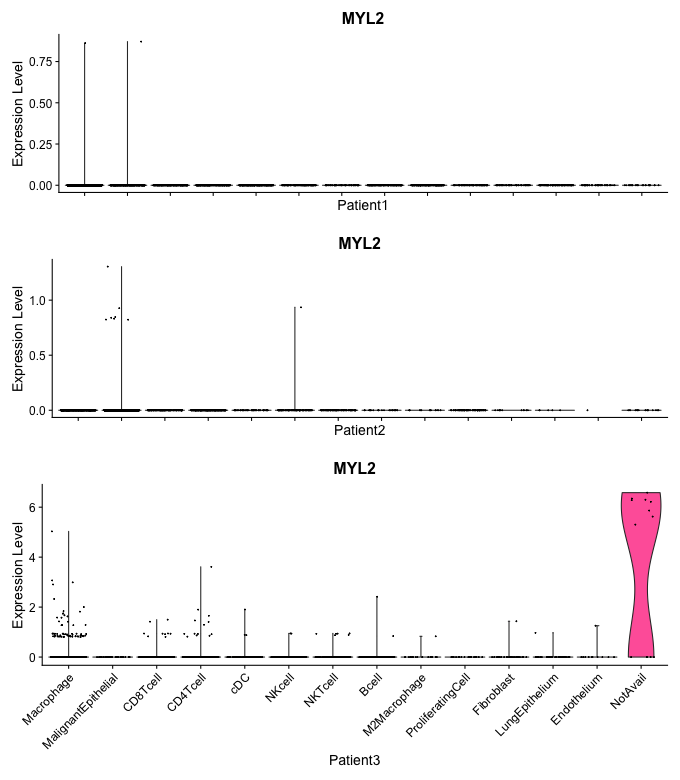 MYL2
Expression Level
0.75
0.50
0.25
0.00
Patient1
MYL2
Expression Level
1.0
0.5
0.0
Patient2
MYL2
Expression Level
6
4
2
0
Macrophage
MalignantEpithelial
CD8Tcell
CD4Tcell
cDC
NKcell
NKTcell
Bcell
M2Macrophage
ProliferatingCell
Fibroblast
LungEpithelium
Endothelium
NotAvail
Patient3